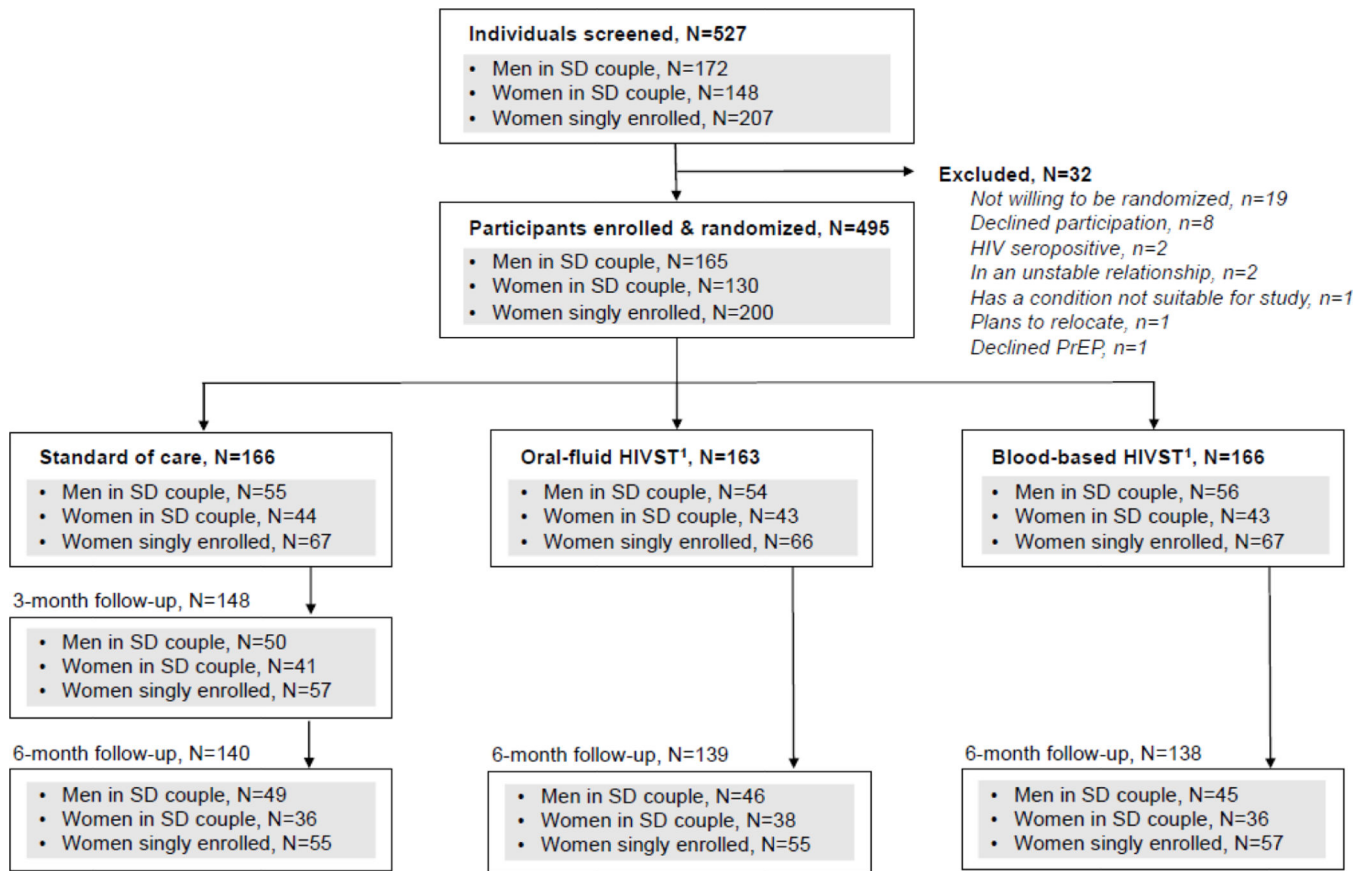 Individuals screened, N=527
• Men in SD couple, N=172
• Women in SD couple, N=148
• Women singly enrolled, N=207
Excluded, N=32
Not willing to be randomized, n=19
Declined participation, n=8
HIV seropositive, n=2
In an unstable relationship, n=2
Has a condition not suitable for study, n=1
Plans to relocate, n=1
Declined PrEP, n=1
Participants enrolled & randomized, N=495
• Men in SD couple, N=165
• Women in SD couple, N=130
• Women singly enrolled, N=200
Standard of care, N=166
• Men in SD couple, N=55
• Women in SD couple, N=44
• Women singly enrolled, N=67
Oral-fluid HIVST¹, N=163
• Men in SD couple, N=54
• Women in SD couple, N=43
• Women singly enrolled, N=66
Blood-based HIVST¹, N=166
• Men in SD couple, N=56
• Women in SD couple, N=43
• Women singly enrolled, N=67
3-month follow-up, N=148
• Men in SD couple, N=50
• Women in SD couple, N=41
• Women singly enrolled, N=57
6-month follow-up, N=140
• Men in SD couple, N=49
• Women in SD couple, N=36
• Women singly enrolled, N=55
6-month follow-up, N=139
• Men in SD couple, N=46
• Women in SD couple, N=38
• Women singly enrolled, N=55
6-month follow-up, N=138
• Men in SD couple, N=45
• Women in SD couple, N=36
• Women singly enrolled, N=57